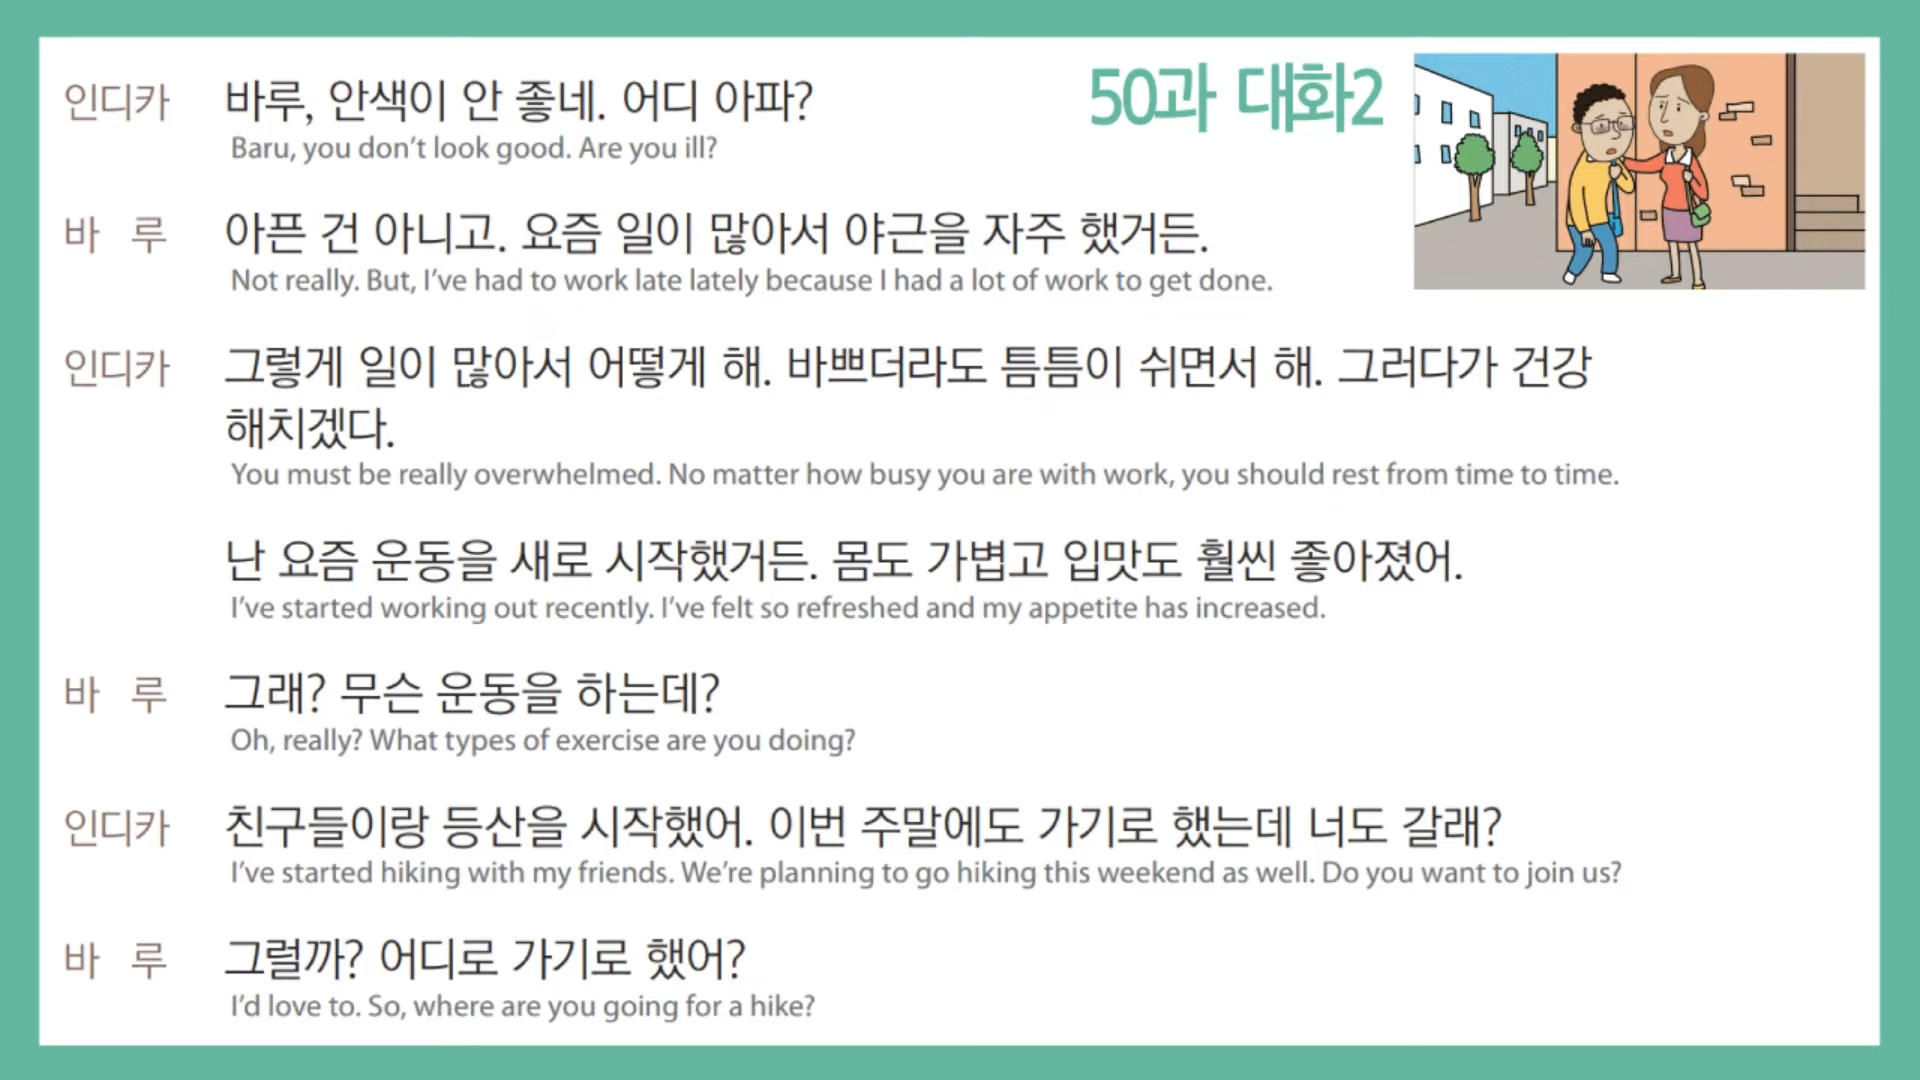 50과 대화2
인디카 바루, 안색이 안 좋네. 어디 아파?
Baru, you don't look good. Are you ill?
바 루 아픈 건 아니고. 요즘 일이 많아서 야근을 자주 했거든.
Not really. But, I've had to work late lately because I had a lot of work to get done.
인디카 그렇게 일이 많아서 어떻게 해. 바쁘더라도 틈틈이 쉬면서 해. 그러다가 건강
해치겠다.
You must be really overwhelmed. No matter how busy you are with work, you should rest from time to time.
난 요즘 운동을 새로 시작했거든. 몸도 가볍고 입맛도 훨씬 좋아졌어.
I've started working out recently. I've felt so refreshed and my appetite has increased.
바 루 그래? 무슨 운동을 하는데?
Oh, really? What types of exercise are you doing?
인디카 친구들이랑 등산을 시작했어. 이번 주말에도 가기로 했는데 너도 갈래?
I've started hiking with my friends. We're planning to go hiking this weekend as well. Do you want to join us?
바 루 그럴까? 어디로 가기로 했어?
I'd love to. So, where are you going for a hike?